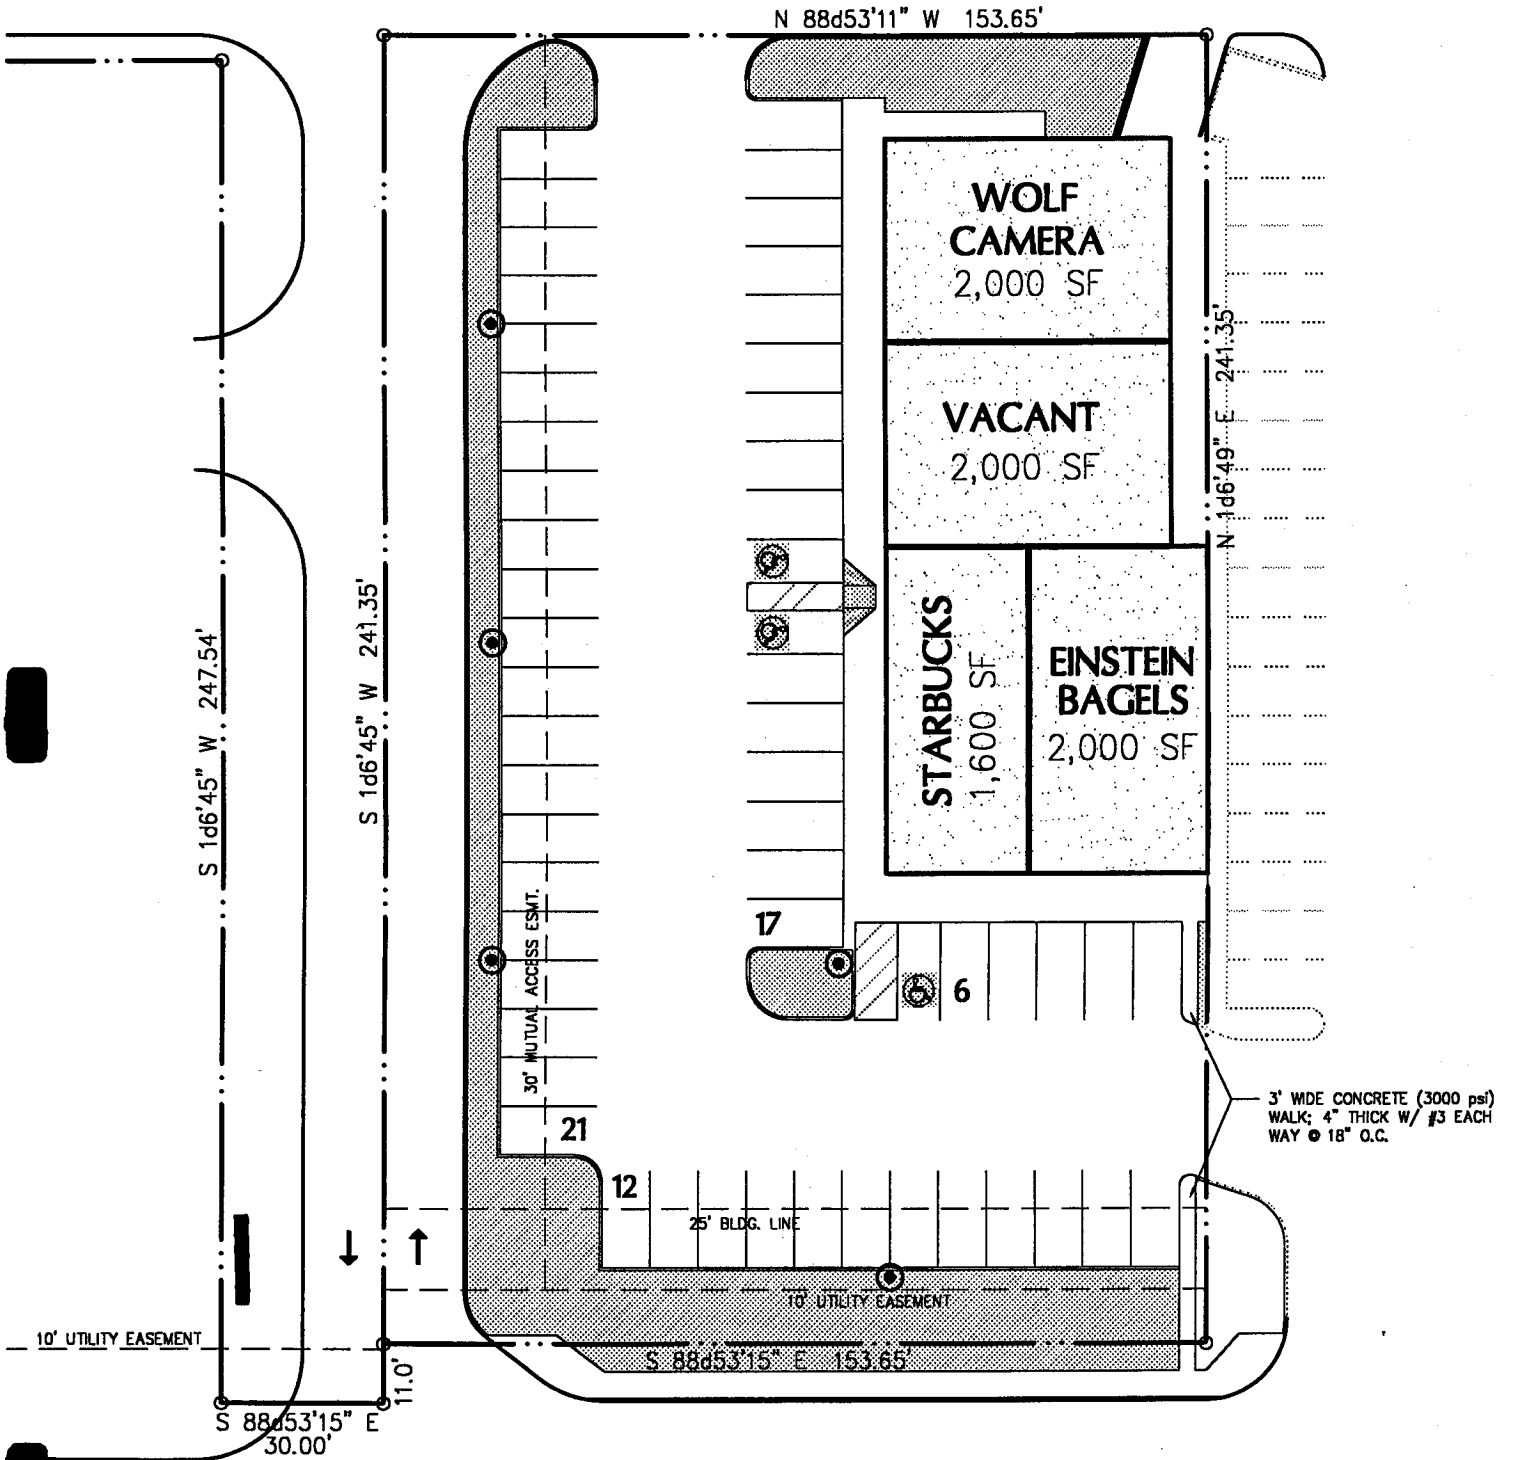 N 88d53'11" W 153.65'
WOLF
CAMERA
2,000 SF
VACANT
2,000 SF
N 1d6'49" E 241.35'
S 1d6'45" W 247.54'
S 1d6'45" W 241.35'
STARBUCKS
1,600 SF
EINSTEIN
BAGELS
2,000 SF
30' MUTUAL ACCESS ESMT.
17
6
21
12
3' WIDE CONCRETE (3000 psi)
WALK; 4" THICK W/ #3 EACH
WAY @ 18" O.C.
25' BLDG. LINE
10' UTILITY EASEMENT
10' UTILITY EASEMENT
S 88d53'15" E 153.65'
11.0'
S 88d53'15" E
30.00'